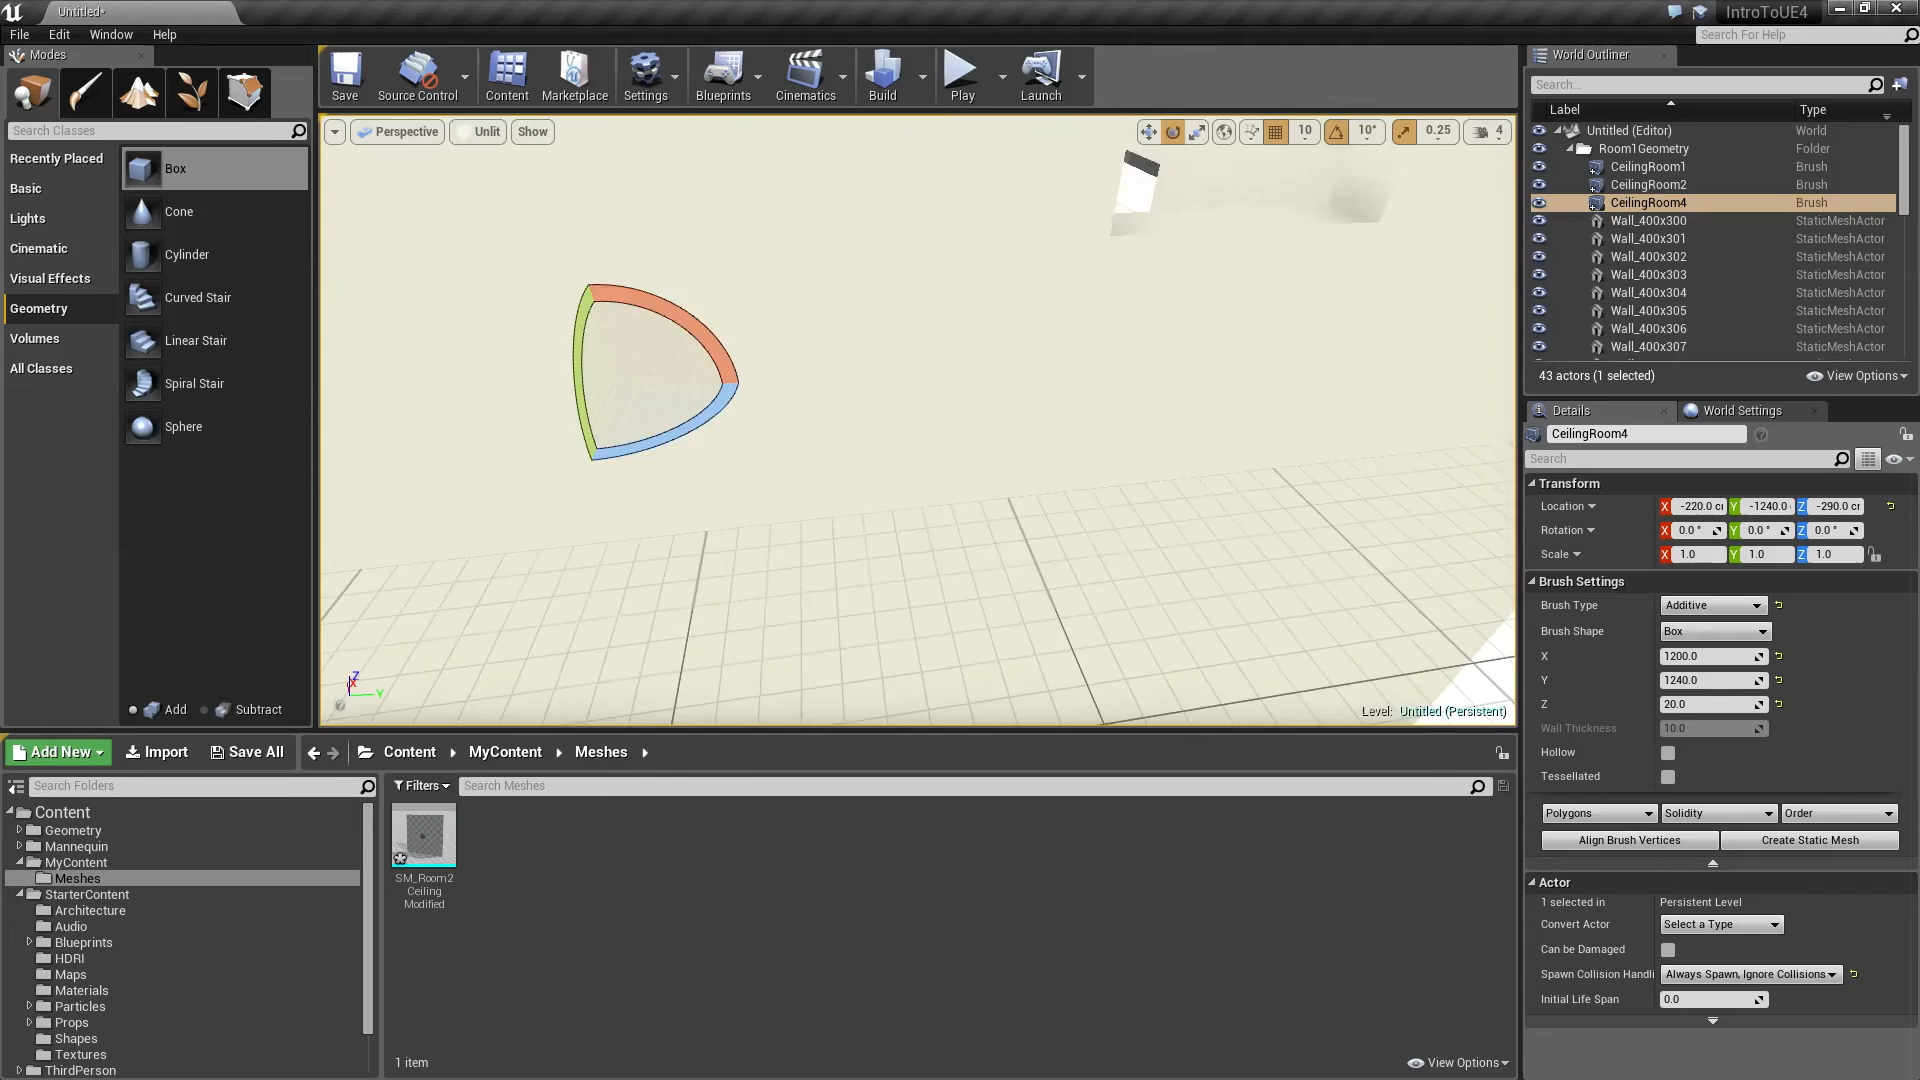 Untitled*
IntroToUE4
File Edit Window Help
Search For Help
Modes
Search Classes
Recently Placed
Basic
Lights
Cinematic
Visual Effects
Geometry
Volumes
All Classes
Box
Cone
Cylinder
Curved Stair
Linear Stair
Spiral Stair
Sphere
Add Subtract
Save Source Control Content Marketplace Settings Blueprints Cinematics Build Play Launch
Perspective Unlit Show
10 10° 0.25 4
Z
X
Y
Level: Untitled (Persistent)
World Outliner
Search...
Label Type
Untitled (Editor) World
Room1Geometry Folder
CeilingRoom1 Brush
CeilingRoom2 Brush
CeilingRoom4 Brush
Wall_400x300 StaticMeshActor
Wall_400x301 StaticMeshActor
Wall_400x302 StaticMeshActor
Wall_400x303 StaticMeshActor
Wall_400x304 StaticMeshActor
Wall_400x305 StaticMeshActor
Wall_400x306 StaticMeshActor
Wall_400x307 StaticMeshActor
43 actors (1 selected) View Options
Details World Settings
CeilingRoom4
Search
Transform
Location X -220.0 c Y -1240.0 Z -290.0 c
Rotation X 0.0 ° Y 0.0 ° Z 0.0 °
Scale X 1.0 Y 1.0 Z 1.0
Brush Settings
Brush Type Additive
Brush Shape Box
X 1200.0
Y 1240.0
Z 20.0
Wall Thickness 10.0
Hollow
Tessellated
Polygons Solidity Order
Align Brush Vertices Create Static Mesh
Actor
1 selected in Persistent Level
Convert Actor Select a Type
Can be Damaged
Spawn Collision Handli Always Spawn, Ignore Collisions
Initial Life Span 0.0
Add New Import Save All Content MyContent Meshes
Search Folders
Content
Geometry
Mannequin
MyContent
Meshes
StarterContent
Architecture
Audio
Blueprints
HDRI
Maps
Materials
Particles
Props
Shapes
Textures
ThirdPerson
Filters Search Meshes
SM_Room2
Ceiling
Modified
1 item View Options